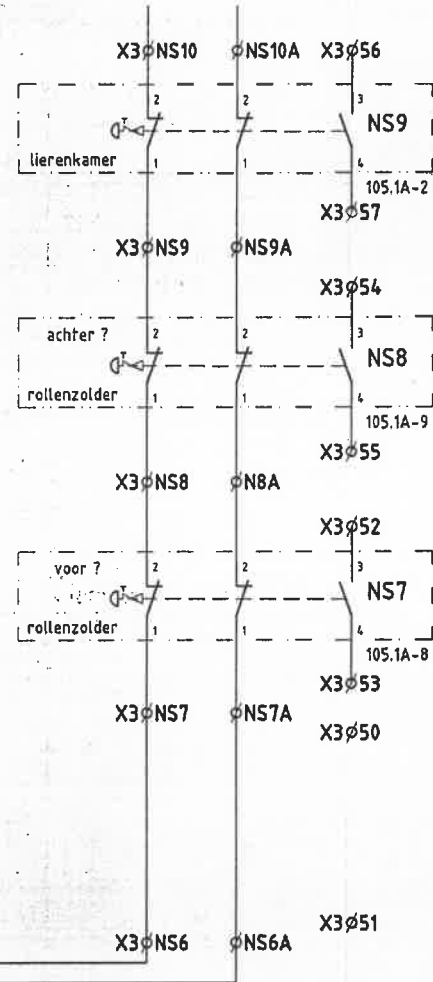 X3 NS10 NS10A X3 56
2 2 3
NS9
lierenkamer 1 1 4
105.1A-2
X3 57
X3 NS9 NS9A
X3 54
achter ? 2 2 3
NS8
rollenzolder 1 1 4
105.1A-9
X3 55
X3 NS8 N8A
X3 52
voor ? 2 2 3
NS7
rollenzolder 1 1 4
105.1A-8
X3 53
X3 NS7 NS7A
X3 50
X3 51
X3 NS6 NS6A